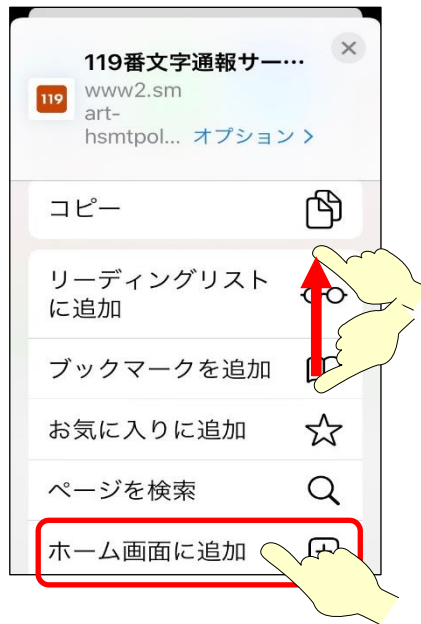 119番文字通報サー…
119
www2.sm
art-
hsmtpol... オプション >
コピー
リーディングリスト
に追加
ブックマークを追加
お気に入りに追加
ページを検索
ホーム画面に追加